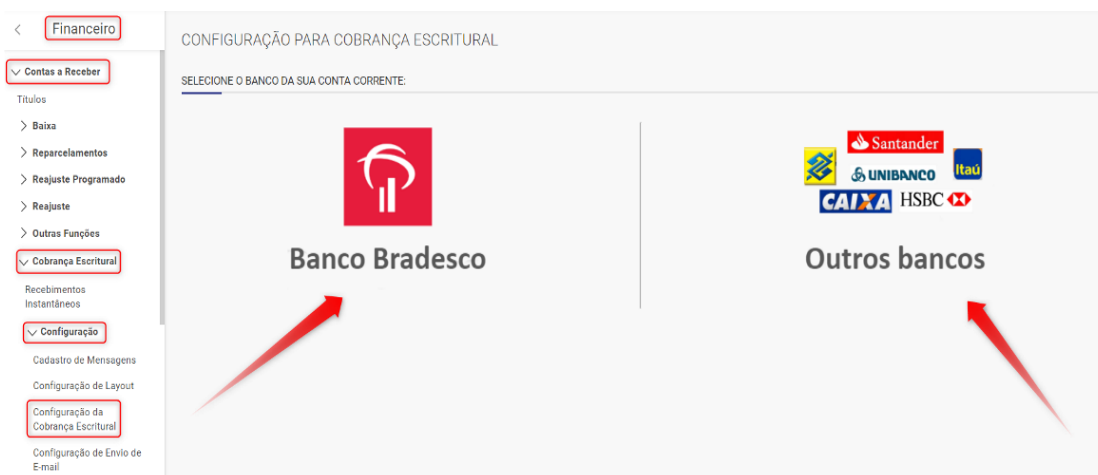 Financeiro
Contas a Receber
Títulos
Baixa
Reparcelamentos
Reajuste Programado
Reajuste
Outras Funções
Cobrança Escritural
Recebimentos
Instantâneos
Configuração
Cadastro de Mensagens
Configuração de Layout
Configuração da
Cobrança Escritural
Configuração de Envio de
E-mail
CONFIGURAÇÃO PARA COBRANÇA ESCRITURAL
SELECIONE O BANCO DA SUA CONTA CORRENTE:
Banco Bradesco
Santander
UNIBANCO
Itaú
CAIXA
HSBC
Outros bancos